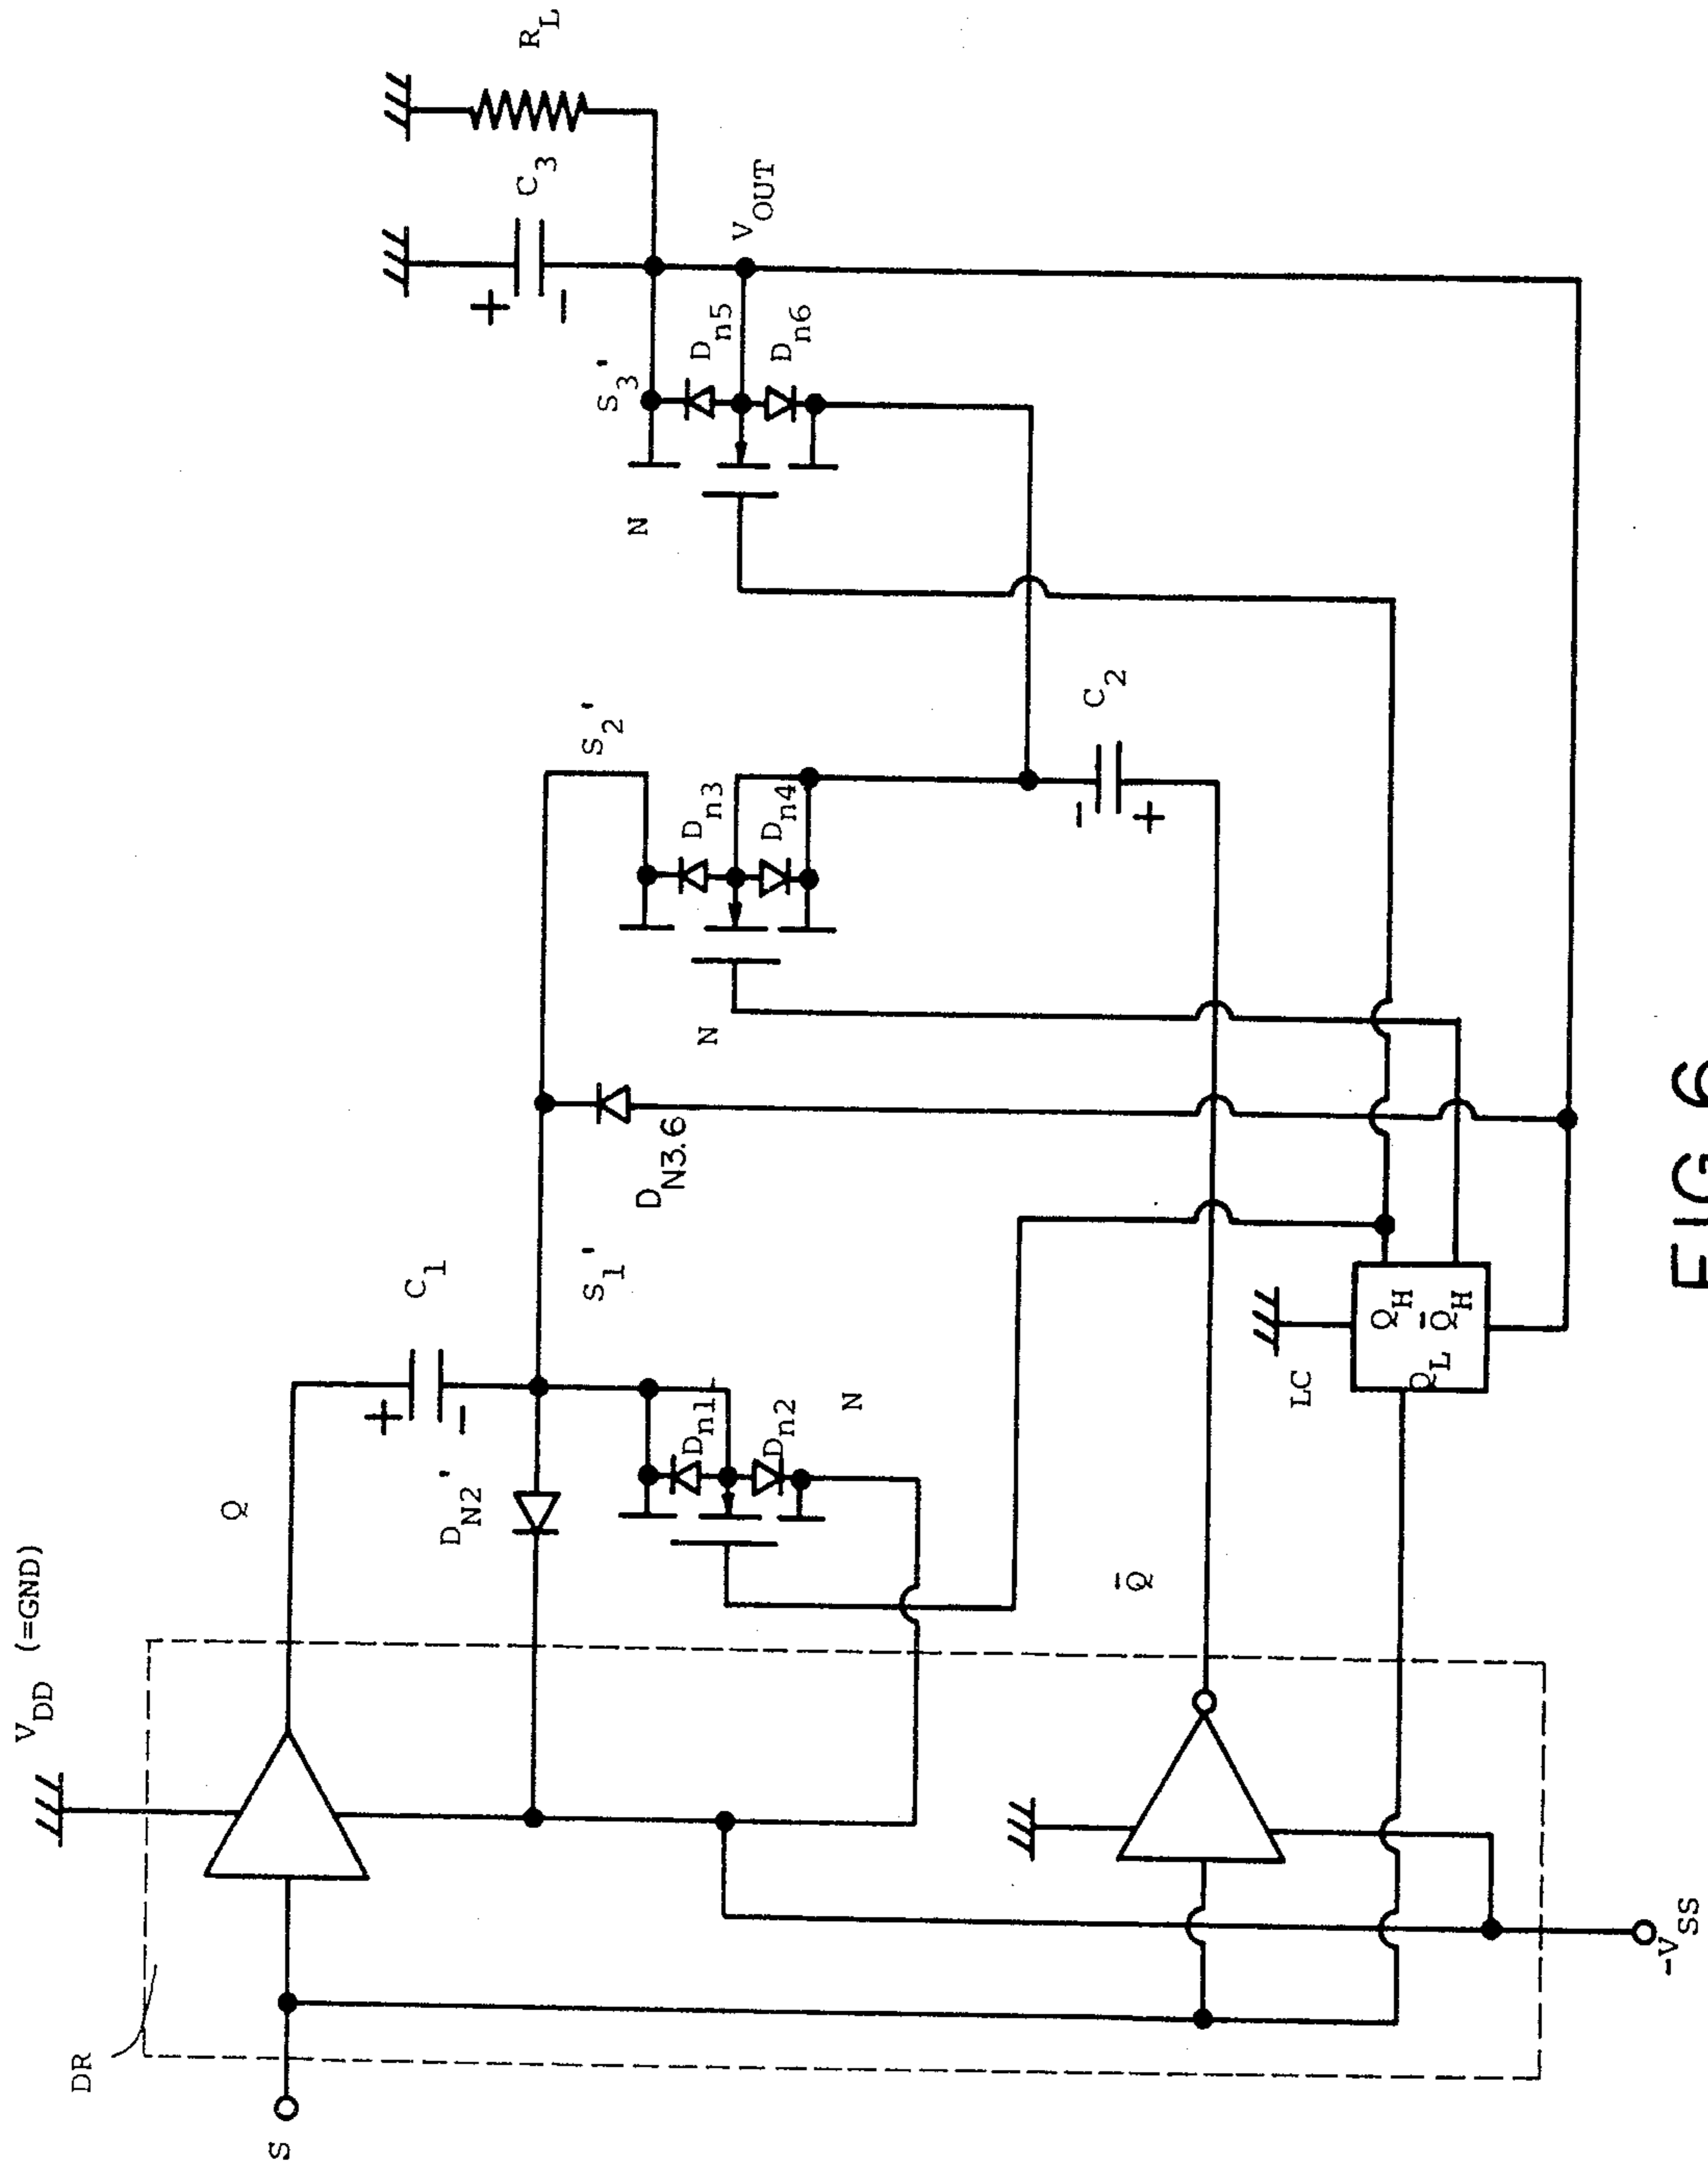 V_DD (=GND)
DR
S
Q
C_1
+
-
D_N2'
S_1'
D_n1
D_n2
N
D_N3.6
S_2'
D_n3
D_n4
N
S_3'
D_n5
D_n6
N
+
-
C_3
R_L
V_OUT
C_2
-
+
Q̄
LC
Q_H
Q̄_H
Q_L
-V_SS
FIG 6